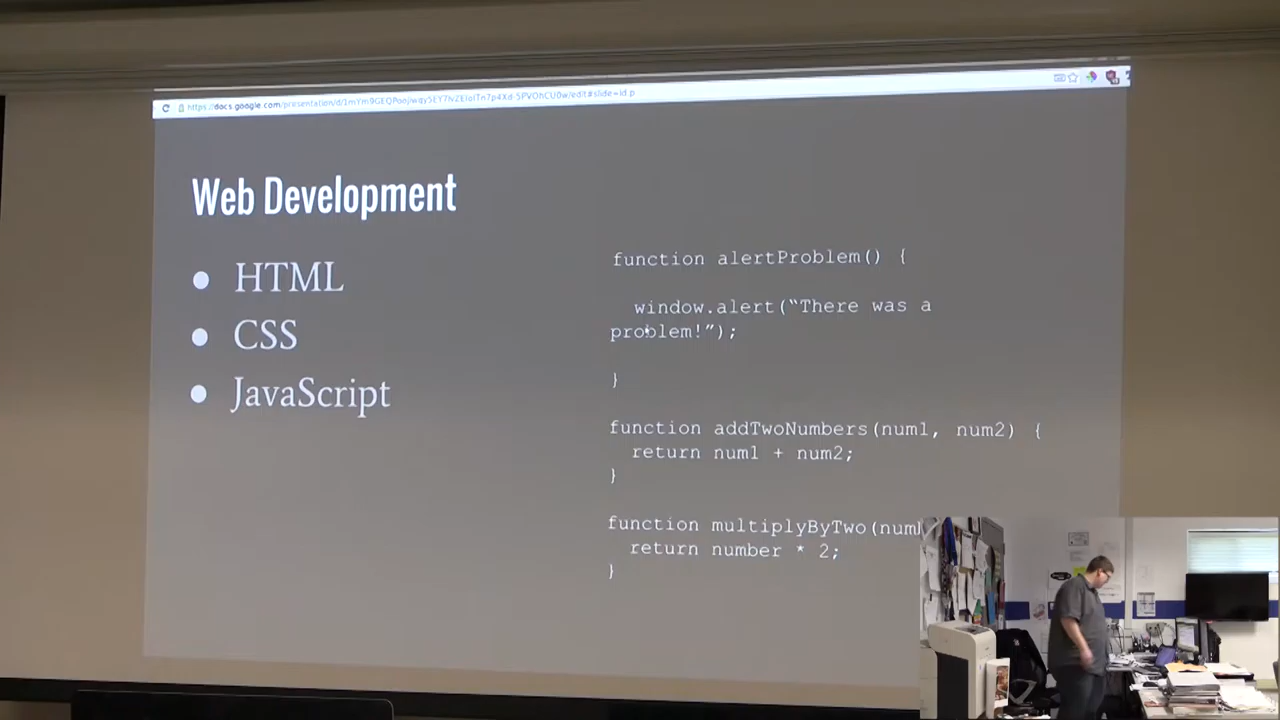 Web Development
● HTML
● CSS
● JavaScript
function alertProblem() {
window.alert(“There was a
problem!”);
}
function addTwoNumbers(num1, num2) {
return num1 + num2;
}
function multiplyByTwo(
return number * 2;
}